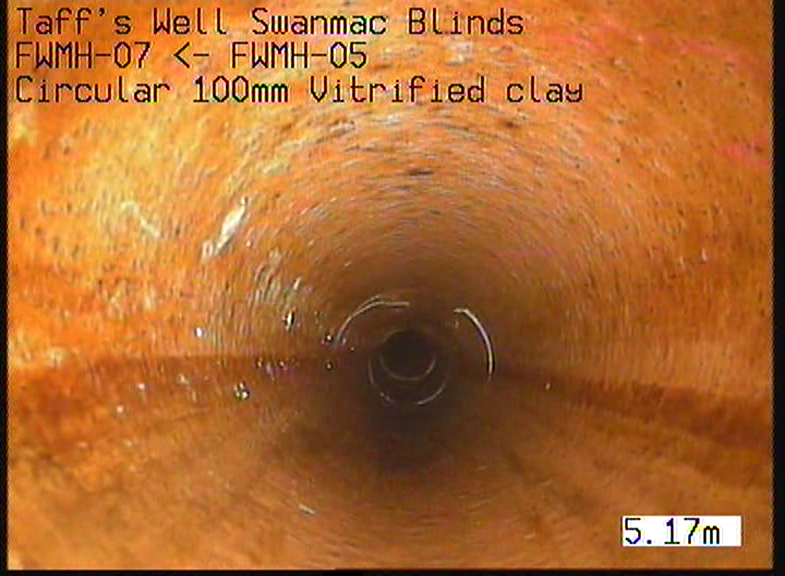 Taff's Well Swanmac Blinds
FWMH-07 <- FWMH-05
Circular 100mm Vitrified clay
5.17m